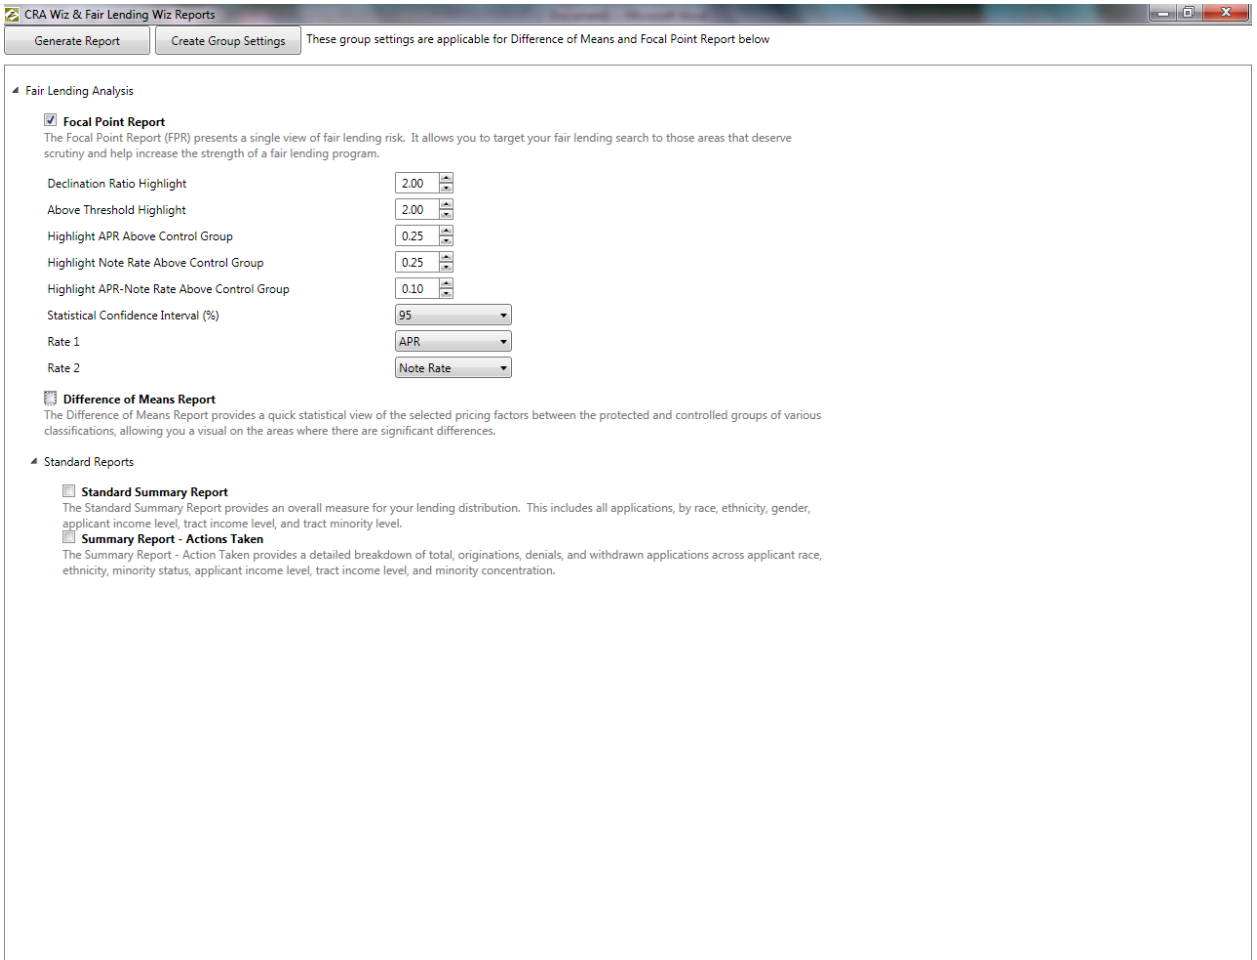 CRA Wiz & Fair Lending Wiz Reports
Generate Report
Create Group Settings
These group settings are applicable for Difference of Means and Focal Point Report below
Fair Lending Analysis
Focal Point Report
The Focal Point Report (FPR) presents a single view of fair lending risk.  It allows you to target your fair lending search to those areas that deserve
scrutiny and help increase the strength of a fair lending program.
Declination Ratio Highlight 2.00
Above Threshold Highlight 2.00
Highlight APR Above Control Group 0.25
Highlight Note Rate Above Control Group 0.25
Highlight APR-Note Rate Above Control Group 0.10
Statistical Confidence Interval (%) 95
Rate 1 APR
Rate 2 Note Rate
Difference of Means Report
The Difference of Means Report provides a quick statistical view of the selected pricing factors between the protected and controlled groups of various
classifications, allowing you a visual on the areas where there are significant differences.
Standard Reports
Standard Summary Report
The Standard Summary Report provides an overall measure for your lending distribution.  This includes all applications, by race, ethnicity, gender,
applicant income level, tract income level, and tract minority level.
Summary Report - Actions Taken
The Summary Report - Action Taken provides a detailed breakdown of total, originations, denials, and withdrawn applications across applicant race,
ethnicity, minority status, applicant income level, tract income level, and minority concentration.